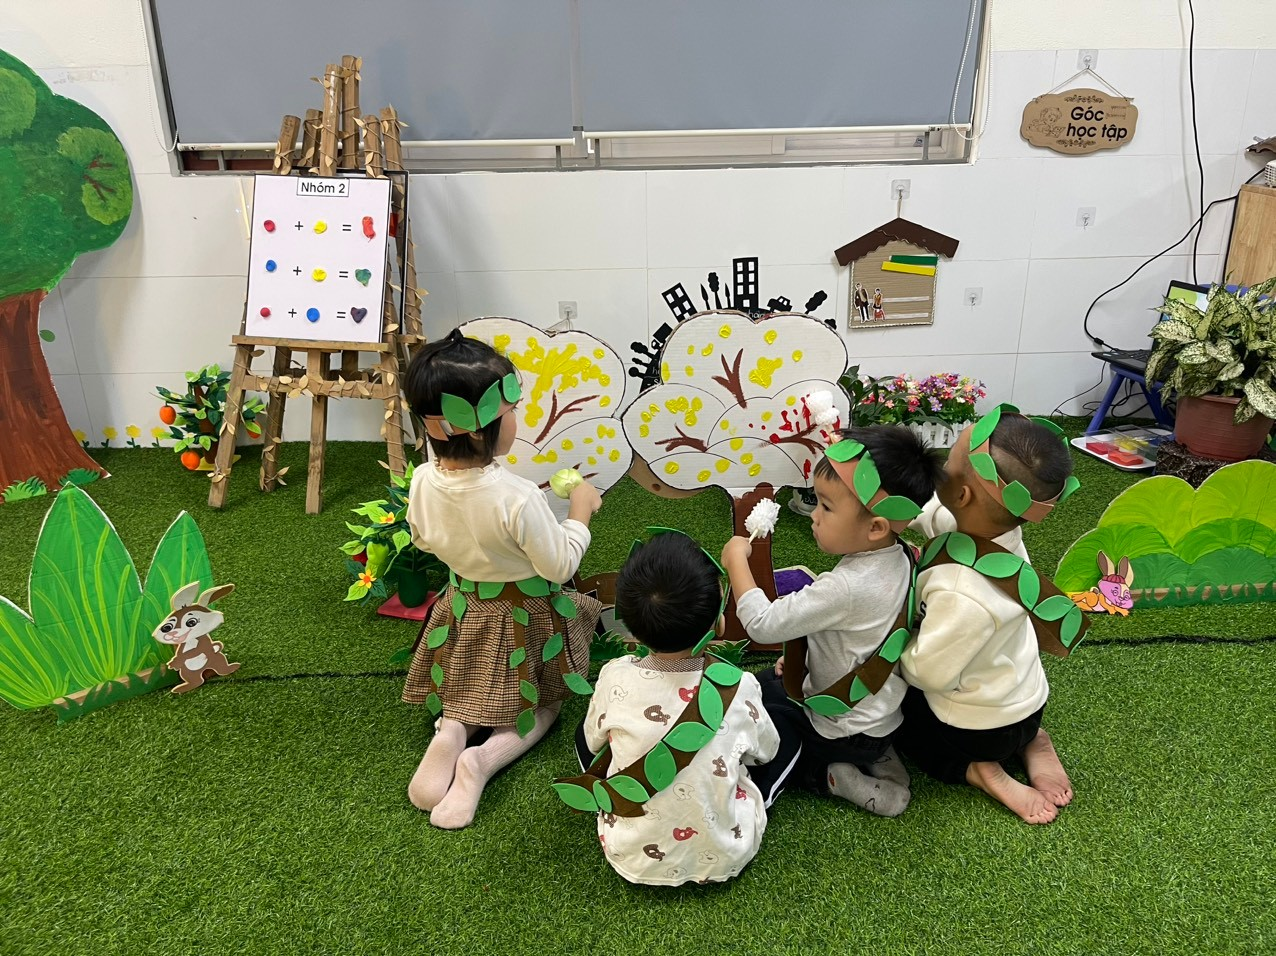 Nhóm 2
+ =
+ =
+ =
Góc
học tập